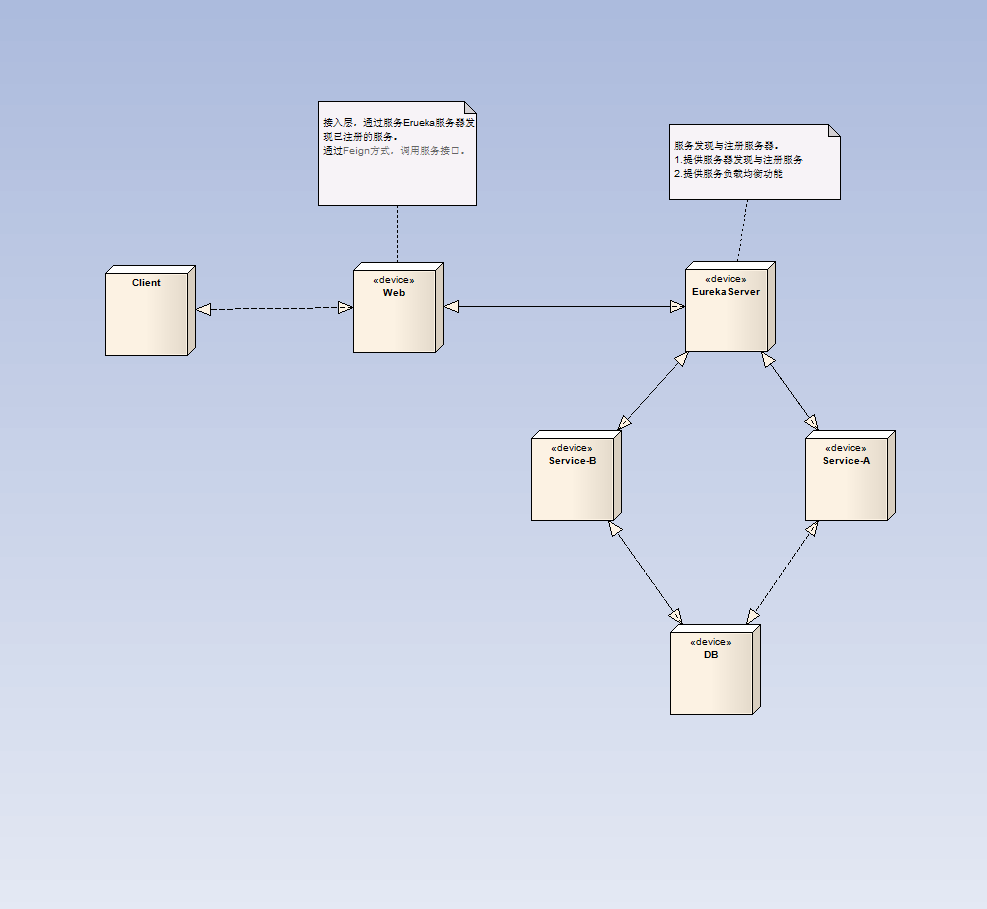 接入层，通过服务Erueka服务器发
现已注册的服务。
通过Feign方式，调用服务接口。
服务发现与注册服务器。
1.提供服务器发现与注册服务
2.提供服务负载均衡功能
Client
«device»
Web
«device»
Eureka Server
«device»
Service-B
«device»
Service-A
«device»
DB